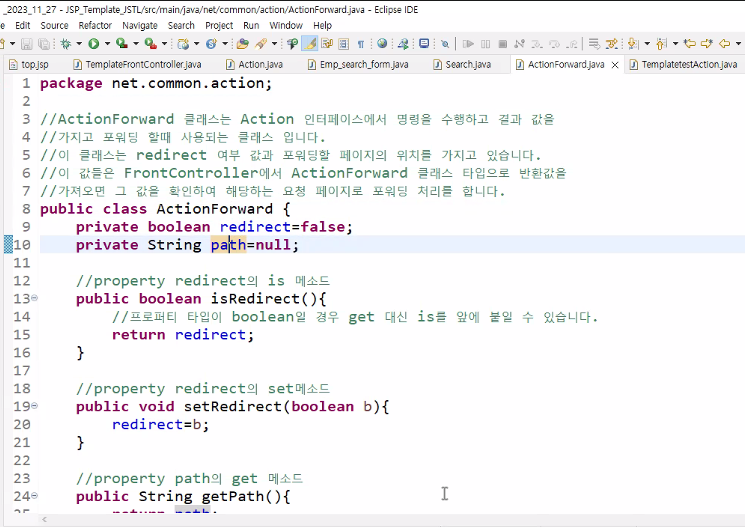 _2023_11_27 - JSP_Template_JSTL/src/main/java/net/common/action/ActionForward.java - Eclipse IDE
Edit Source Refactor Navigate Search Project Run Window Help
top.jsp TemplateFrontController.java Action.java Emp_search_form.java Search.java ActionForward.java TemplatetestAction.java
1 package net.common.action;
2
3 //ActionForward 클래스는 Action 인터페이스에서 명령을 수행하고 결과 값을
4 //가지고 포워딩 할때 사용되는 클래스 입니다.
5 //이 클래스는 redirect 여부 값과 포워딩할 페이지의 위치를 가지고 있습니다.
6 //이 값들은 FrontController에서 ActionForward 클래스 타입으로 반환값을
7 //가져오면 그 값을 확인하여 해당하는 요청 페이지로 포워딩 처리를 합니다.
8 public class ActionForward {
9 private boolean redirect=false;
10 private String path=null;
11
12 //property redirect의 is 메소드
13 public boolean isRedirect(){
14 //프로퍼티 타입이 boolean일 경우 get 대신 is를 앞에 붙일 수 있습니다.
15 return redirect;
16 }
17
18 //property redirect의 set메소드
19 public void setRedirect(boolean b){
20 redirect=b;
21 }
22
23 //property path의 get 메소드
24 public String getPath(){
25 return path;